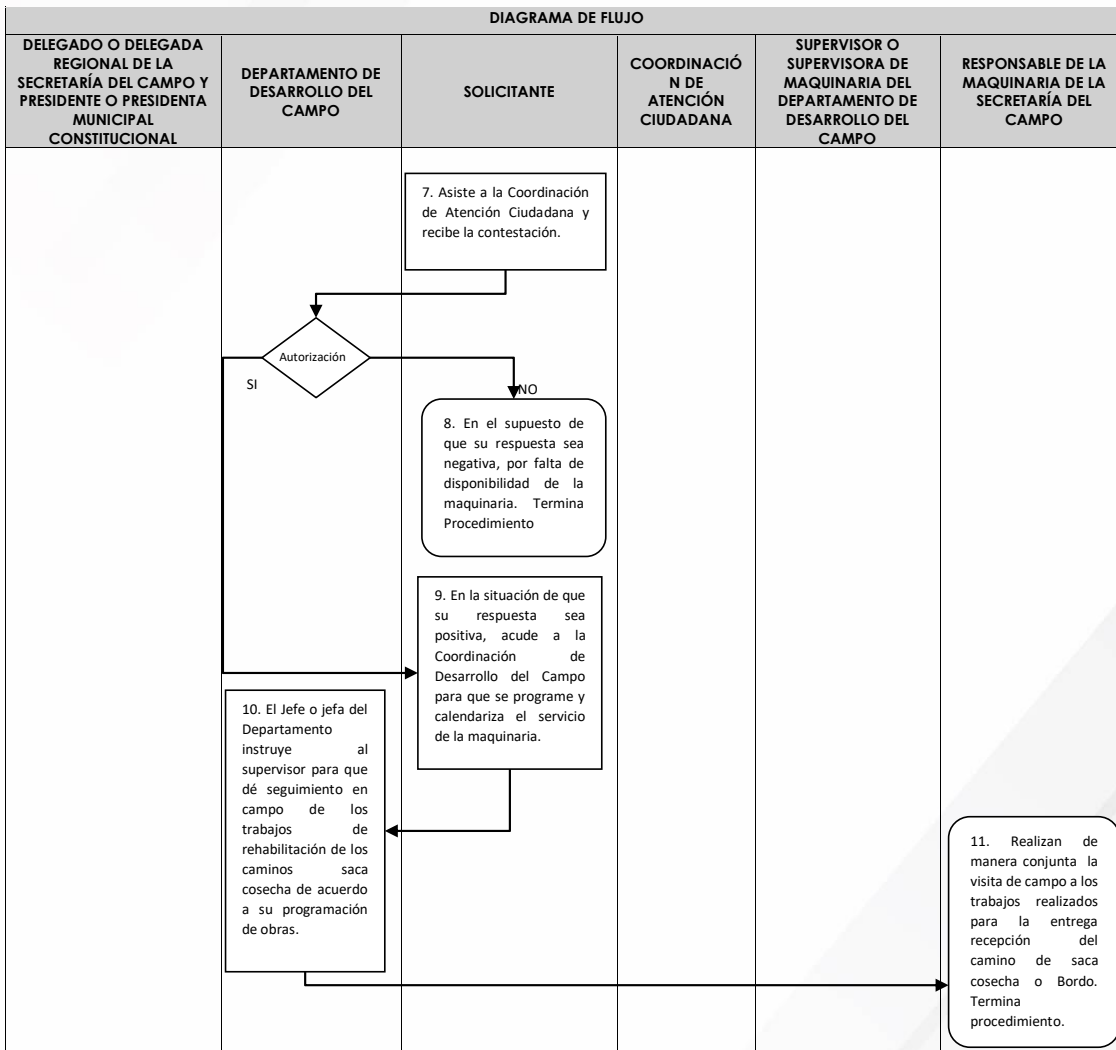 DIAGRAMA DE FLUJO
DELEGADO O DELEGADA
REGIONAL DE LA
SECRETARÍA DEL CAMPO Y
PRESIDENTE O PRESIDENTA
MUNICIPAL
CONSTITUCIONAL
DEPARTAMENTO DE
DESARROLLO DEL
CAMPO
SOLICITANTE
COORDINACIÓ
N DE
ATENCIÓN
CIUDADANA
SUPERVISOR O
SUPERVISORA DE
MAQUINARIA DEL
DEPARTAMENTO DE
DESARROLLO DEL
CAMPO
RESPONSABLE DE LA
MAQUINARIA DE LA
SECRETARÍA DEL
CAMPO
7. Asiste a la Coordinación
de Atención Ciudadana y
recibe la contestación.
Autorización
SI
NO
8. En el supuesto de
que su respuesta sea
negativa, por falta de
disponibilidad de la
maquinaria. Termina
Procedimiento
9. En la situación de que
su respuesta sea
positiva, acude a la
Coordinación de
Desarrollo del Campo
para que se programe y
calendariza el servicio
de la maquinaria.
10. El Jefe o jefa del
Departamento
instruye al
supervisor para que
dé seguimiento en
campo de los
trabajos de
rehabilitación de los
caminos saca
cosecha de acuerdo
a su programación
de obras.
11. Realizan de
manera conjunta la
visita de campo a los
trabajos realizados
para la entrega
recepción del
camino de saca
cosecha o Bordo.
Termina
procedimiento.